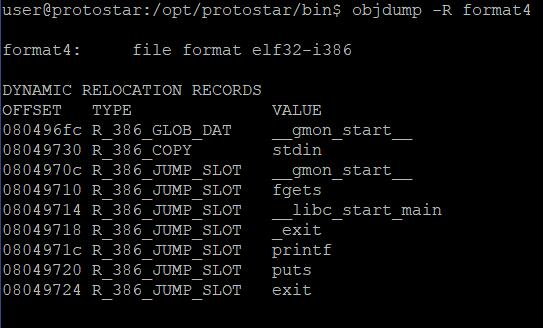 user@protostar:/opt/protostar/bin$ objdump -R format4
format4:     file format elf32-i386
DYNAMIC RELOCATION RECORDS
OFFSET   TYPE              VALUE
080496fc R_386_GLOB_DAT    __gmon_start__
08049730 R_386_COPY        stdin
0804970c R_386_JUMP_SLOT   __gmon_start__
08049710 R_386_JUMP_SLOT   fgets
08049714 R_386_JUMP_SLOT   __libc_start_main
08049718 R_386_JUMP_SLOT   _exit
0804971c R_386_JUMP_SLOT   printf
08049720 R_386_JUMP_SLOT   puts
08049724 R_386_JUMP_SLOT   exit